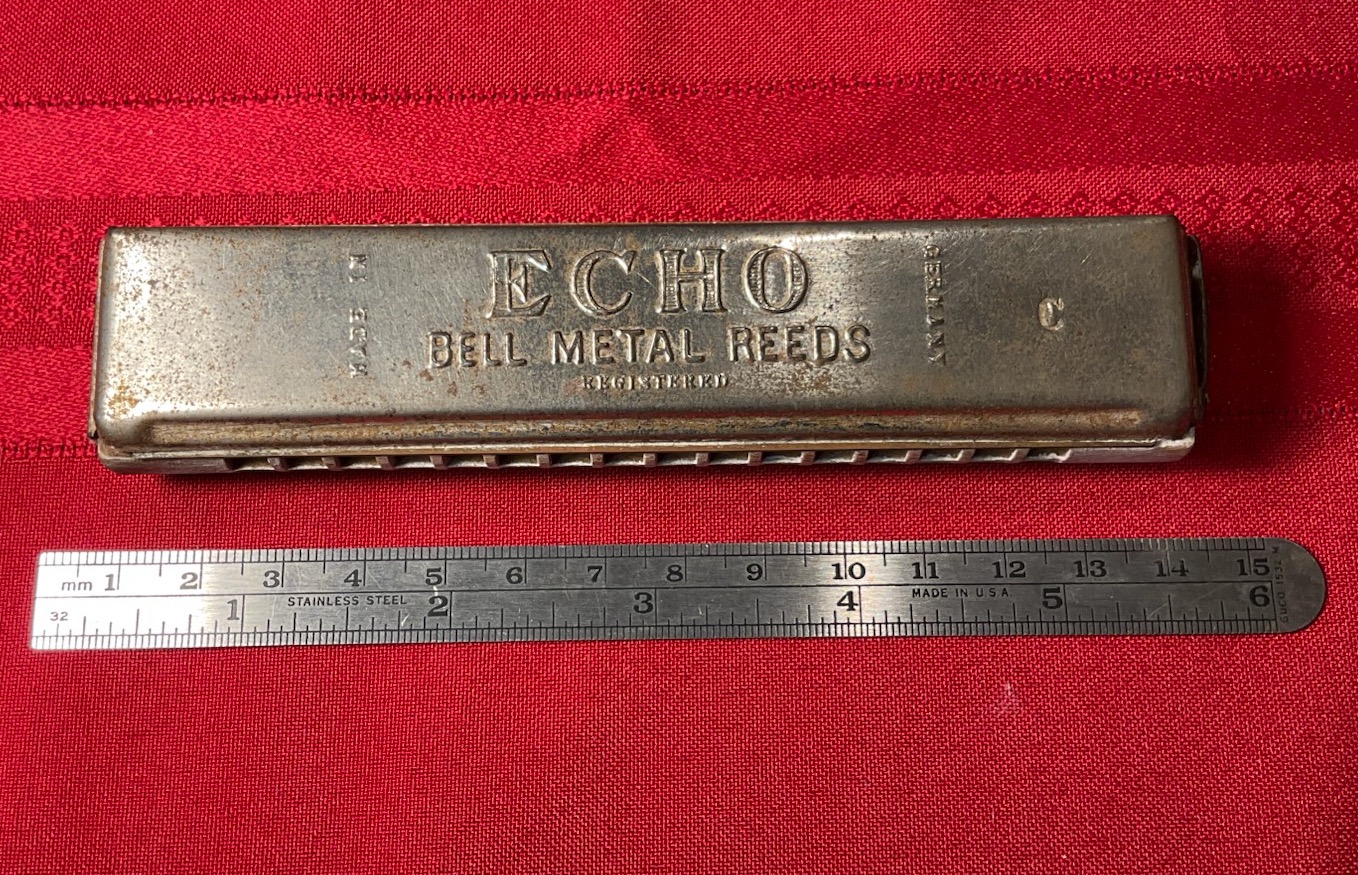 MADE IN
ECHO
BELL METAL REEDS
REGISTERED
GERMANY
C
mm 1 2 3 4 5 6 7 8 9 10 11 12 13 14 15
32 1 STAINLESS STEEL 2 3 4 MADE IN U.S.A. 5 6